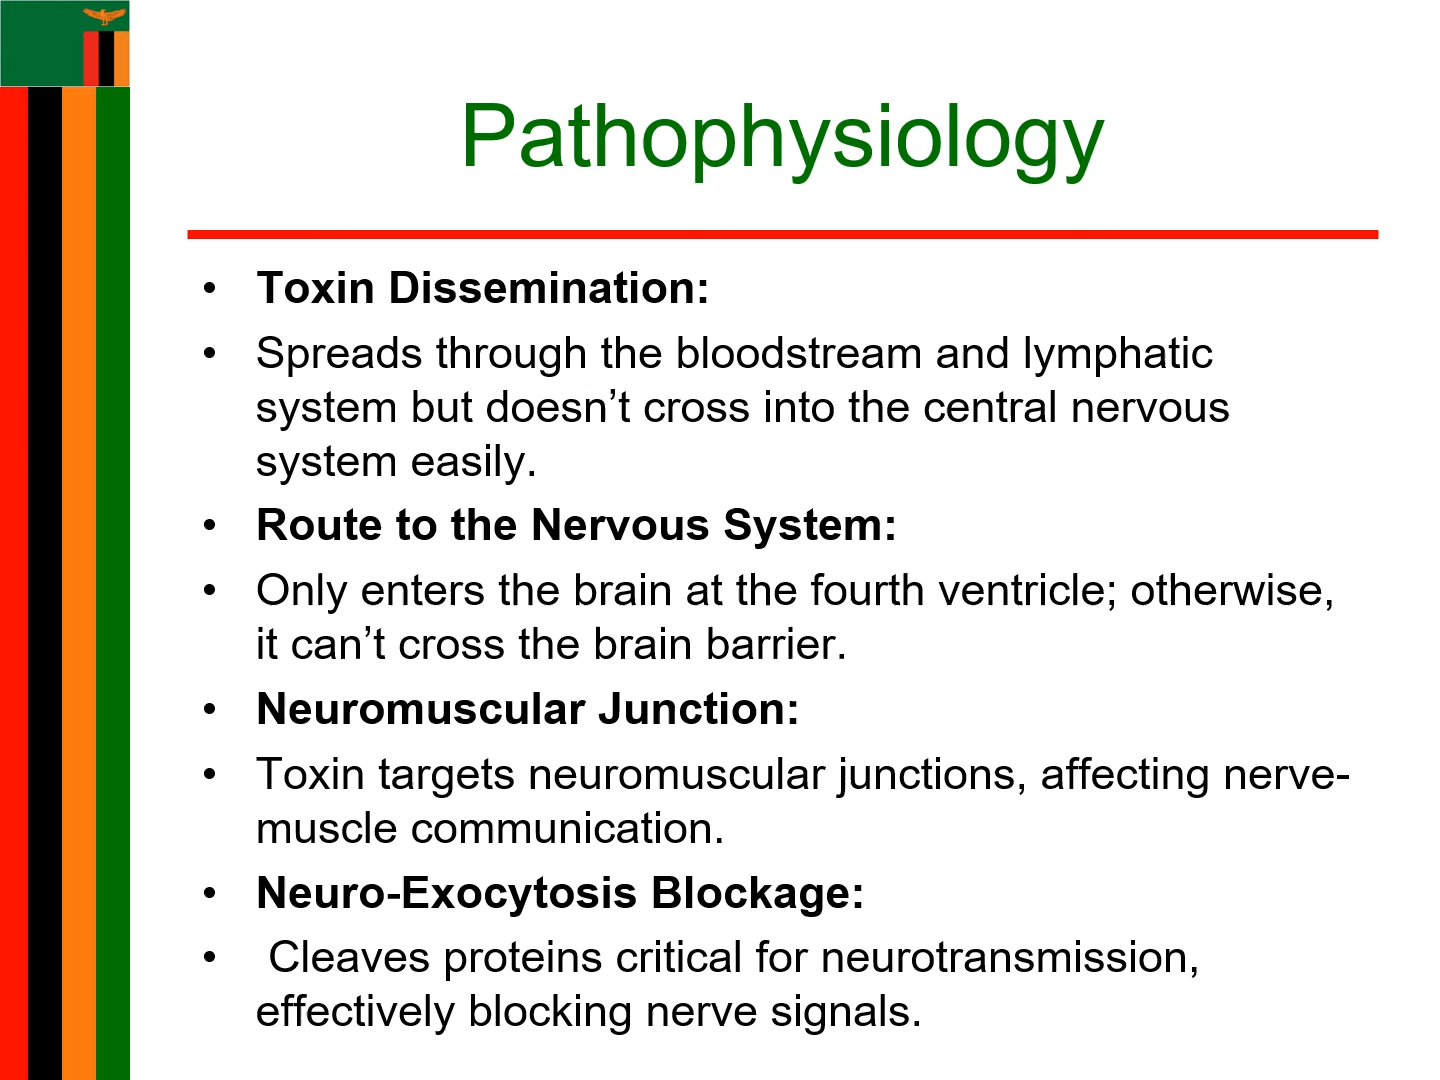 Pathophysiology
• Toxin Dissemination:
• Spreads through the bloodstream and lymphatic
system but doesn’t cross into the central nervous
system easily.
• Route to the Nervous System:
• Only enters the brain at the fourth ventricle; otherwise,
it can’t cross the brain barrier.
• Neuromuscular Junction:
• Toxin targets neuromuscular junctions, affecting nerve-
muscle communication.
• Neuro-Exocytosis Blockage:
• Cleaves proteins critical for neurotransmission,
effectively blocking nerve signals.